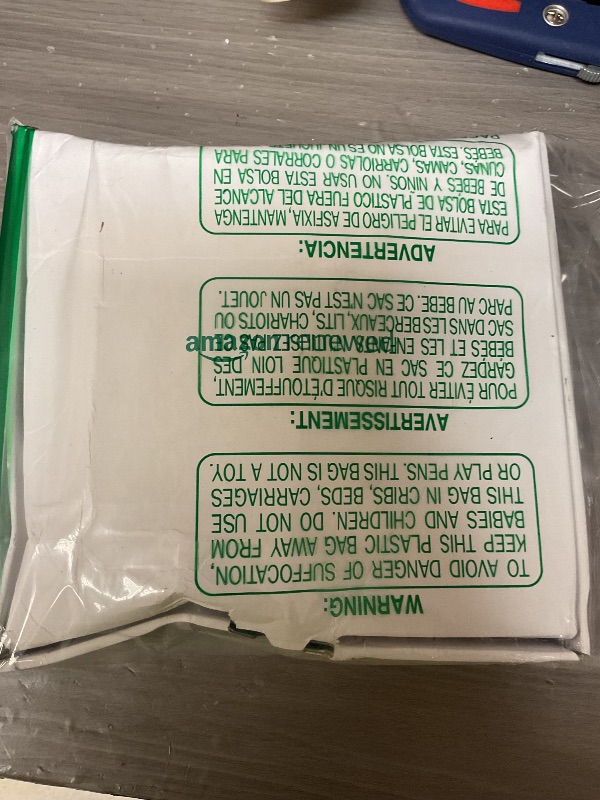 WARNING:
TO AVOID DANGER OF SUFFOCATION,
KEEP THIS PLASTIC BAG AWAY FROM
BABIES AND CHILDREN. DO NOT USE
THIS BAG IN CRIBS, BEDS, CARRIAGES
OR PLAY PENS. THIS BAG IS NOT A TOY.
AVERTISSEMENT:
POUR ÉVITER TOUT RISQUE D'ÉTOUFFEMENT,
GARDEZ CE SAC EN PLASTIQUE LOIN DES
BÉBÉS ET LES ENFANTS.
SAC DANS LES BERCEAUX, LITS, CHARIOTS OU
PARC AU BEBE. CE SAC N'EST PAS UN JOUET.
amazon renewed
ADVERTENCIA:
PARA EVITAR EL PELIGRO DE ASFIXIA, MANTENGA
ESTA BOLSA DE PLASTICO FUERA DEL ALCANCE
DE BEBES Y NIÑOS. NO USAR ESTA BOLSA EN
CUNAS, CAMAS, CARRIOLAS O CORRALES PARA
BEBÉS. ESTA BOLSA NO ES UN JUGUETE.